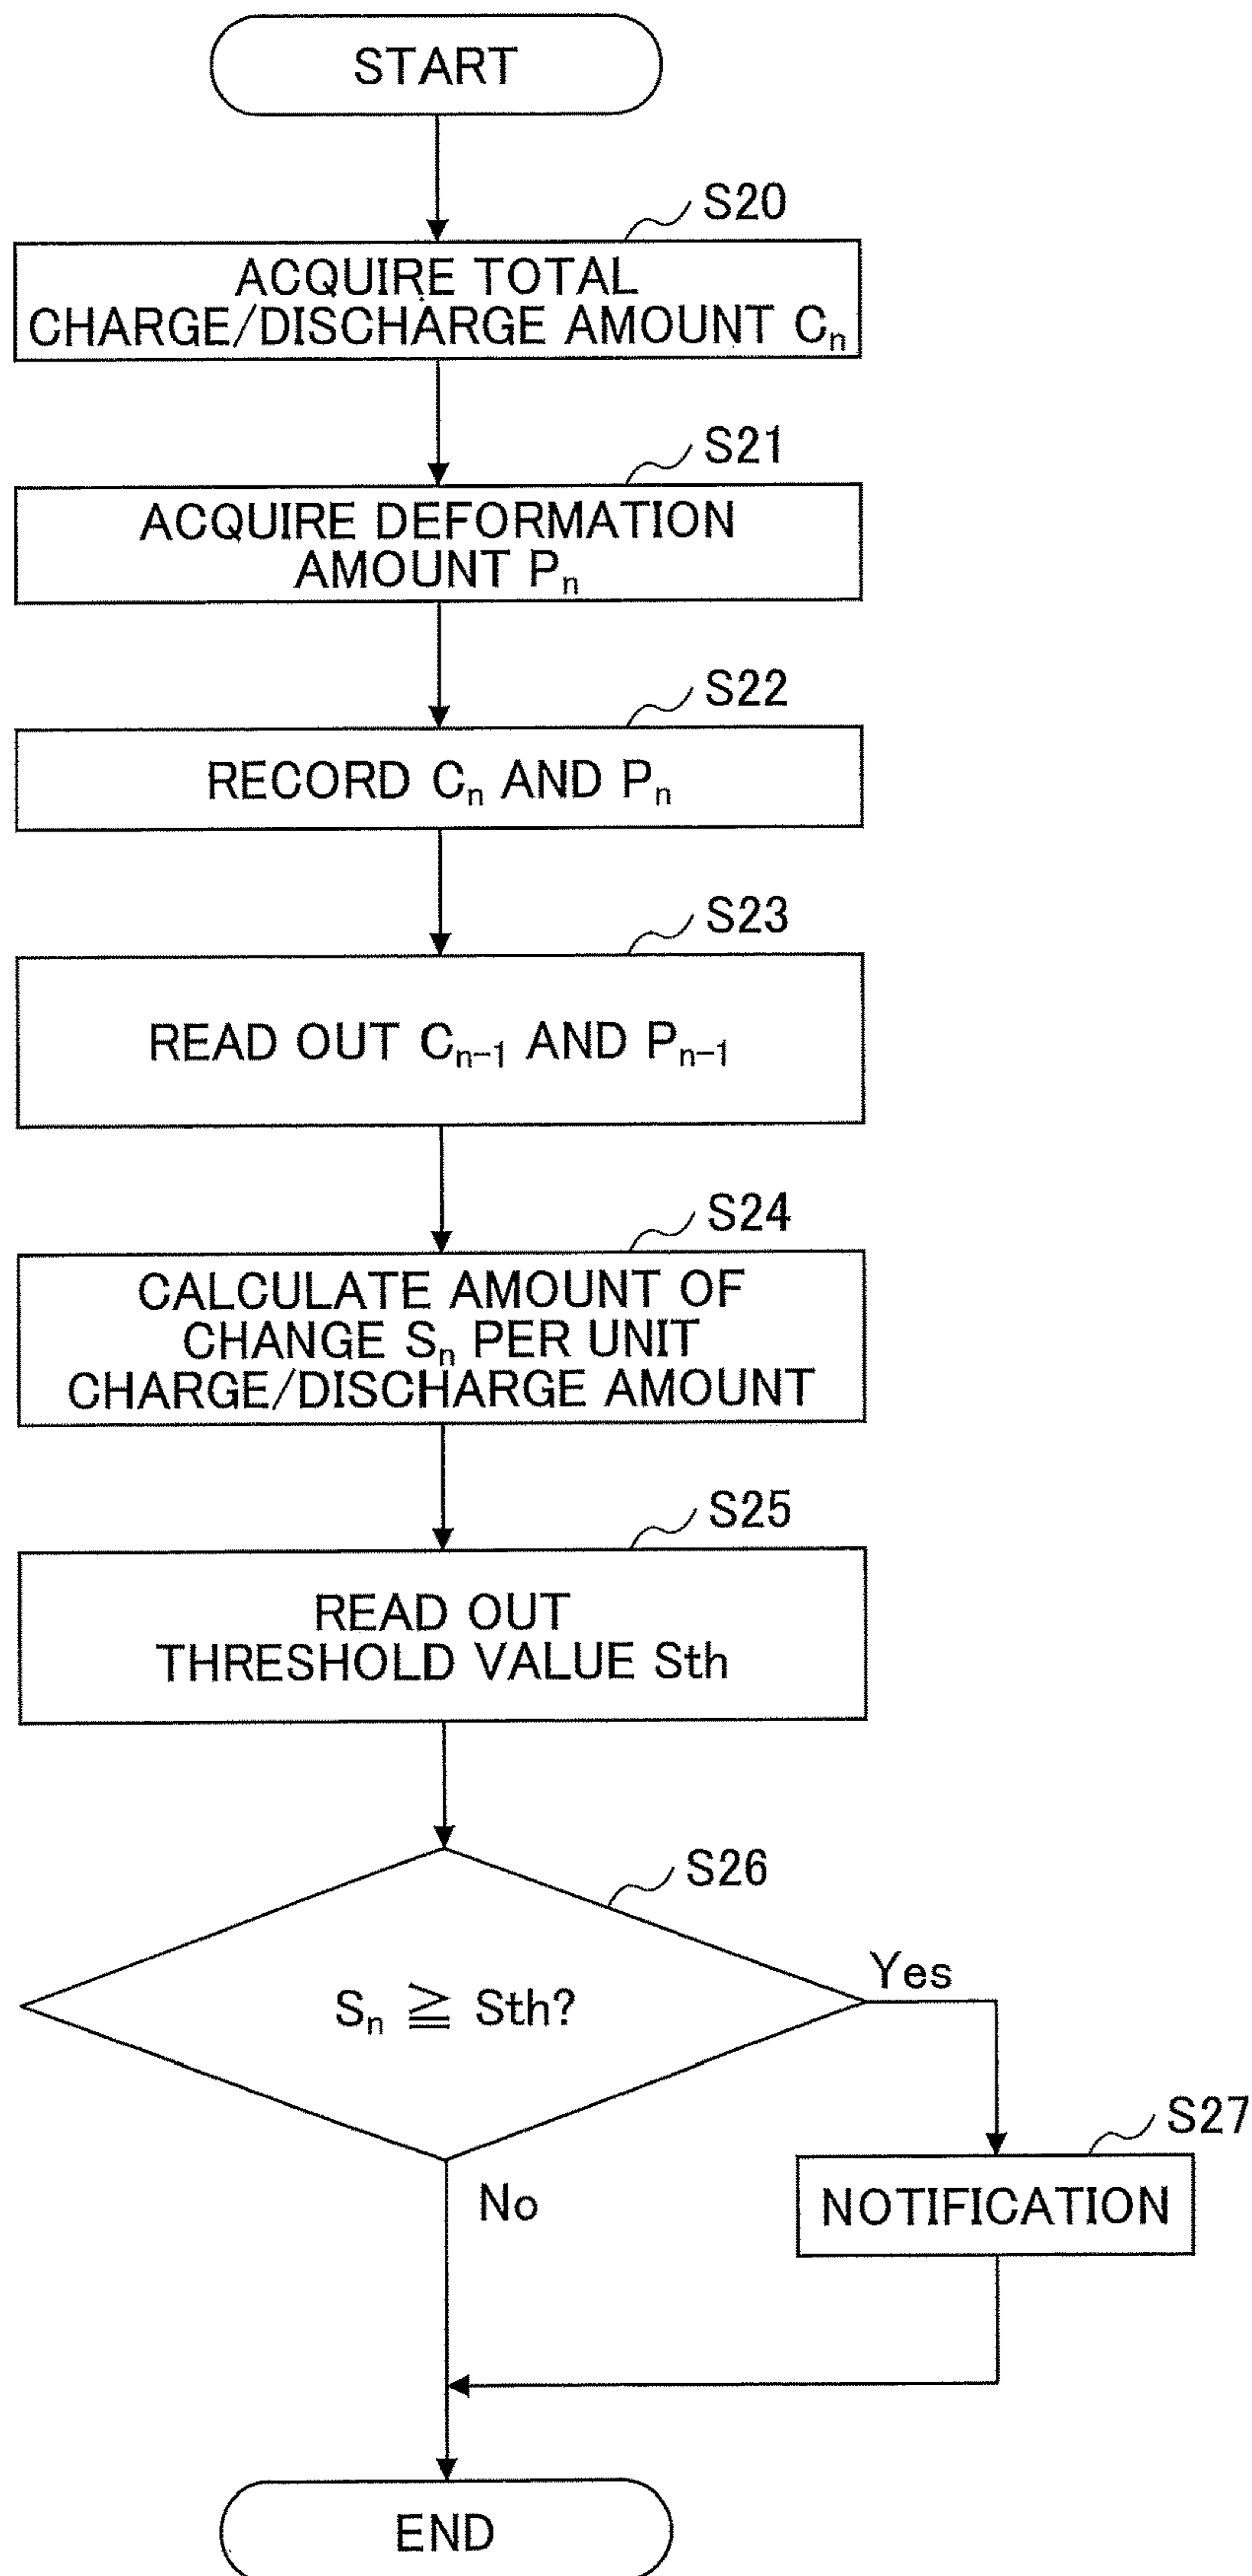 START
S20
ACQUIRE TOTAL
CHARGE/DISCHARGE AMOUNT Cₙ
S21
ACQUIRE DEFORMATION
AMOUNT Pₙ
S22
RECORD Cₙ AND Pₙ
S23
READ OUT Cₙ₋₁ AND Pₙ₋₁
S24
CALCULATE AMOUNT OF
CHANGE Sₙ PER UNIT
CHARGE/DISCHARGE AMOUNT
S25
READ OUT
THRESHOLD VALUE Sth
S26
Sₙ ≧ Sth?
Yes
S27
NOTIFICATION
No
END